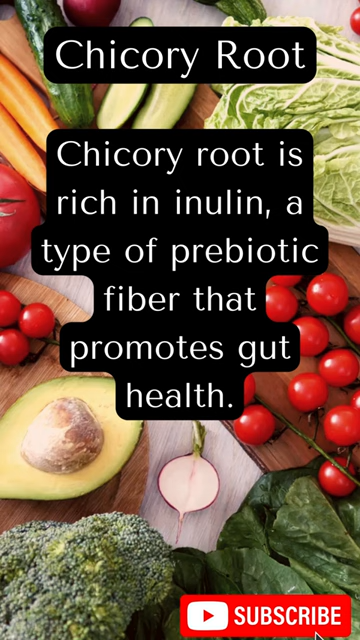 Chicory Root
Chicory root is
rich in inulin, a
type of prebiotic
fiber that
promotes gut
health.
SUBSCRIBE